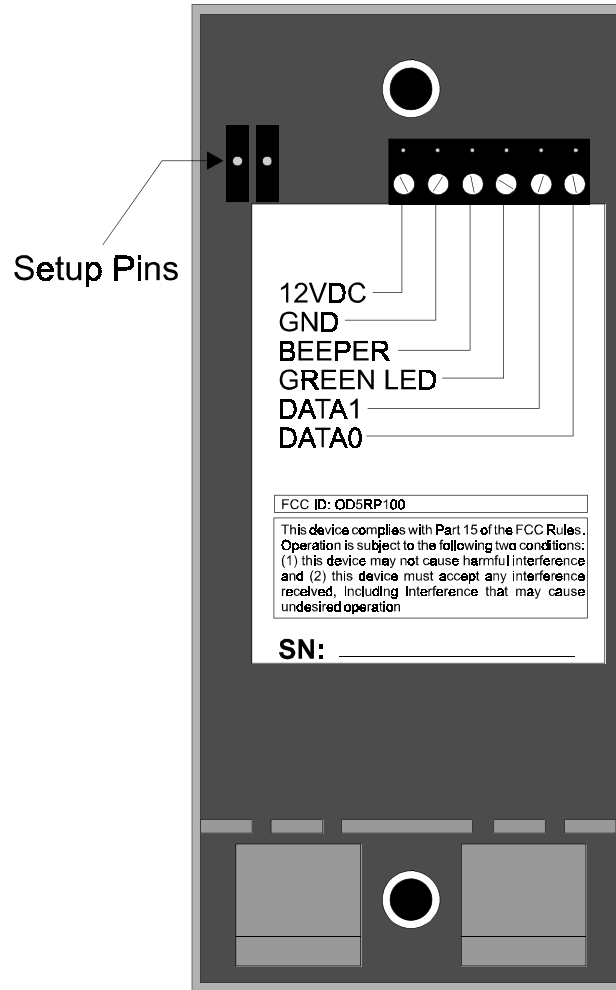 Setup Pins
12VDC
GND
BEEPER
GREEN LED
DATA1
DATA0
FCC ID: OD5RP100
This device complies with Part 15 of the FCC Rules.
Operation is subject to the following two conditions:
(1) this device may not cause harmful interference
and (2) this device must accept any interference
received, including Interference that may cause
undesired operation
SN: